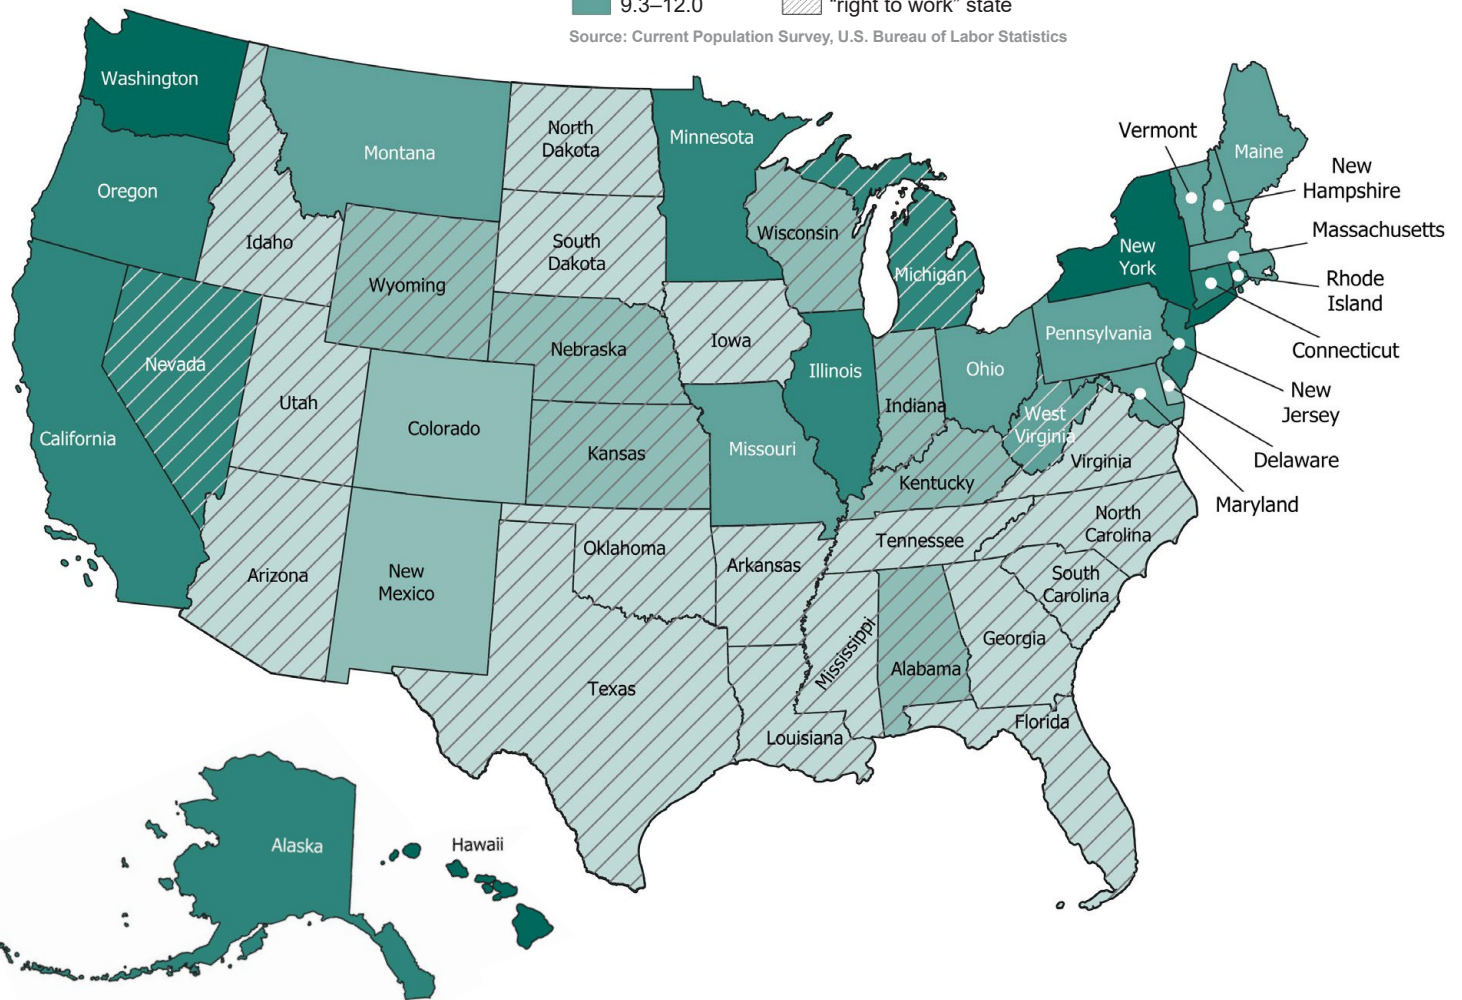 9.3–12.0
"right to work" state
Source: Current Population Survey, U.S. Bureau of Labor Statistics
Washington
Oregon
California
Nevada
Idaho
Montana
Wyoming
Utah
Colorado
Arizona
New
Mexico
North
Dakota
South
Dakota
Nebraska
Kansas
Oklahoma
Texas
Minnesota
Iowa
Missouri
Arkansas
Louisiana
Wisconsin
Illinois
Michigan
Indiana
Ohio
Kentucky
Tennessee
Mississippi
Alabama
Georgia
Florida
South
Carolina
North
Carolina
Virginia
West
Virginia
Pennsylvania
New
York
Vermont
Maine
New
Hampshire
Massachusetts
Rhode
Island
Connecticut
New
Jersey
Delaware
Maryland
Alaska
Hawaii